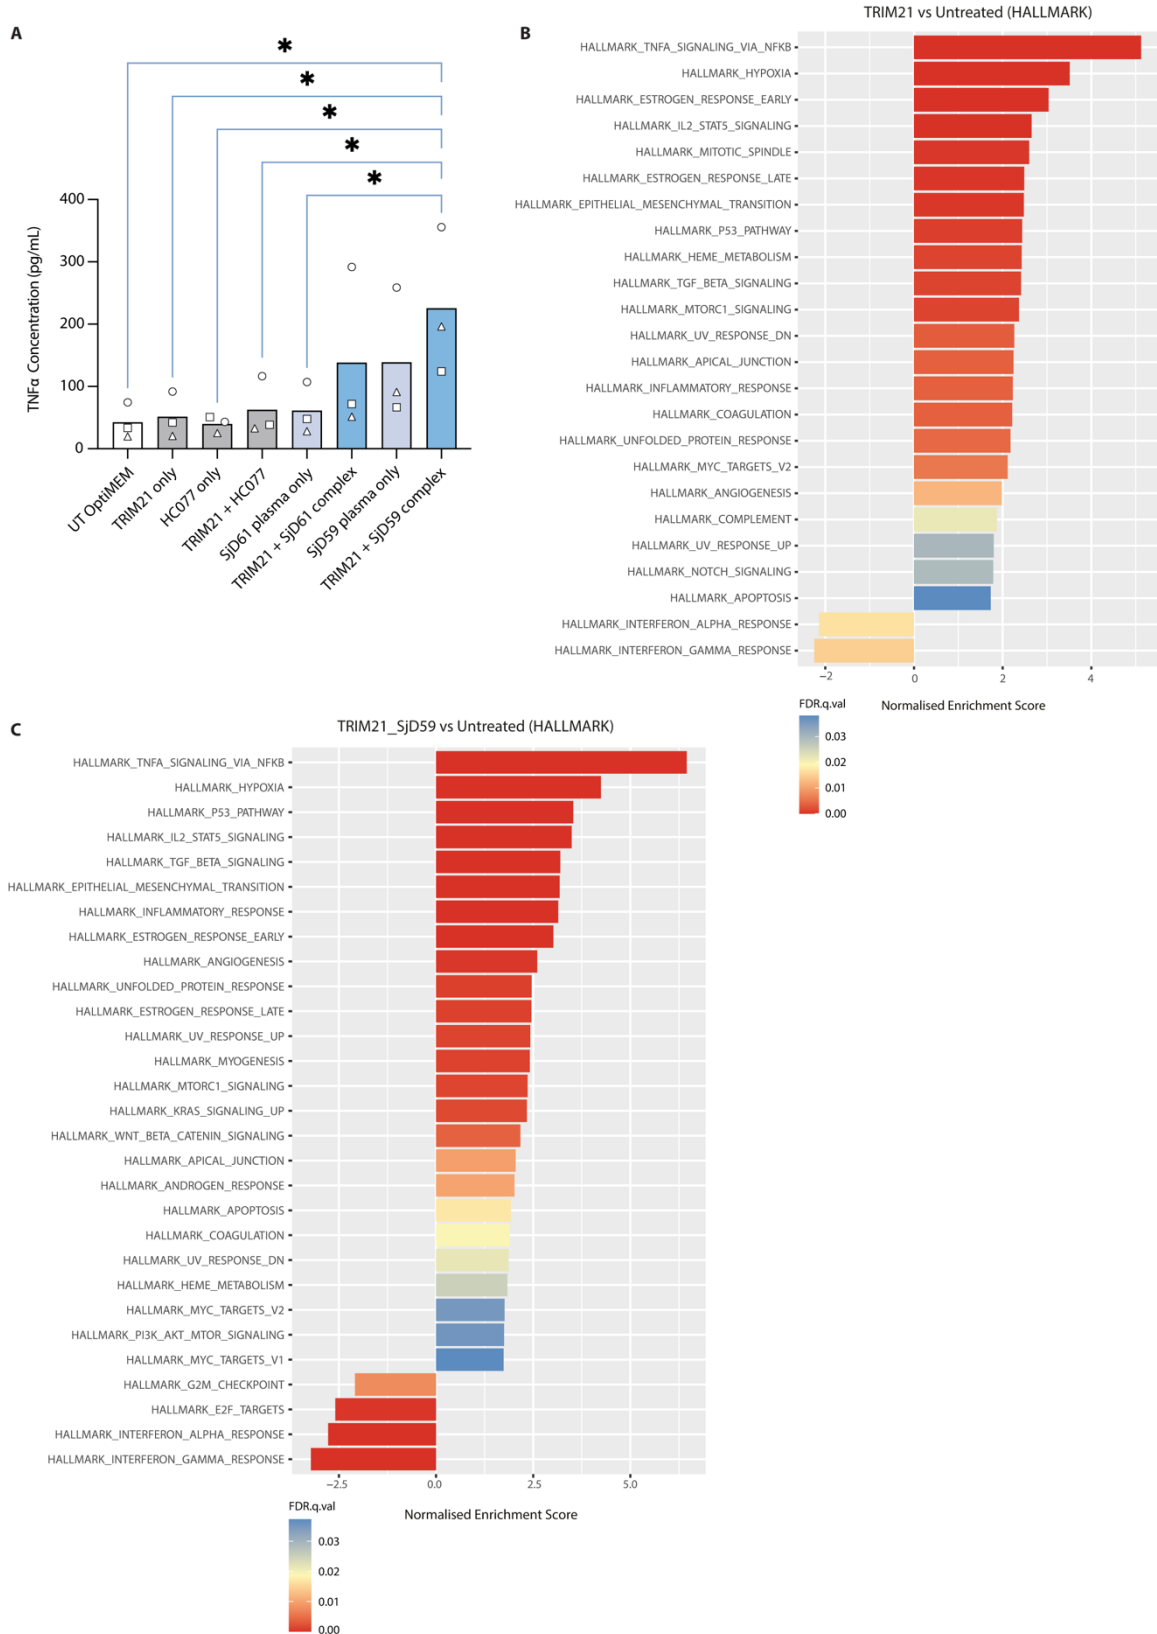 A
✱
✱
✱
✱
✱
TNFα Concentration (pg/mL)
400
300
200
100
0
UT OptiMEM
TRIM21 only
HC077 only
TRIM21 + HC077
SjD61 plasma only
TRIM21 + SjD61 complex
SjD59 plasma only
TRIM21 + SjD59 complex
B
TRIM21 vs Untreated (HALLMARK)
HALLMARK_TNFA_SIGNALING_VIA_NFKB
HALLMARK_HYPOXIA
HALLMARK_ESTROGEN_RESPONSE_EARLY
HALLMARK_IL2_STAT5_SIGNALING
HALLMARK_MITOTIC_SPINDLE
HALLMARK_ESTROGEN_RESPONSE_LATE
HALLMARK_EPITHELIAL_MESENCHYMAL_TRANSITION
HALLMARK_P53_PATHWAY
HALLMARK_HEME_METABOLISM
HALLMARK_TGF_BETA_SIGNALING
HALLMARK_MTORC1_SIGNALING
HALLMARK_UV_RESPONSE_DN
HALLMARK_APICAL_JUNCTION
HALLMARK_INFLAMMATORY_RESPONSE
HALLMARK_COAGULATION
HALLMARK_UNFOLDED_PROTEIN_RESPONSE
HALLMARK_MYC_TARGETS_V2
HALLMARK_ANGIOGENESIS
HALLMARK_COMPLEMENT
HALLMARK_UV_RESPONSE_UP
HALLMARK_NOTCH_SIGNALING
HALLMARK_APOPTOSIS
HALLMARK_INTERFERON_ALPHA_RESPONSE
HALLMARK_INTERFERON_GAMMA_RESPONSE
−2 0 2 4
Normalised Enrichment Score
FDR.q.val
0.03
0.02
0.01
0.00
C
TRIM21_SjD59 vs Untreated (HALLMARK)
HALLMARK_TNFA_SIGNALING_VIA_NFKB
HALLMARK_HYPOXIA
HALLMARK_P53_PATHWAY
HALLMARK_IL2_STAT5_SIGNALING
HALLMARK_TGF_BETA_SIGNALING
HALLMARK_EPITHELIAL_MESENCHYMAL_TRANSITION
HALLMARK_INFLAMMATORY_RESPONSE
HALLMARK_ESTROGEN_RESPONSE_EARLY
HALLMARK_ANGIOGENESIS
HALLMARK_UNFOLDED_PROTEIN_RESPONSE
HALLMARK_ESTROGEN_RESPONSE_LATE
HALLMARK_UV_RESPONSE_UP
HALLMARK_MYOGENESIS
HALLMARK_MTORC1_SIGNALING
HALLMARK_KRAS_SIGNALING_UP
HALLMARK_WNT_BETA_CATENIN_SIGNALING
HALLMARK_APICAL_JUNCTION
HALLMARK_ANDROGEN_RESPONSE
HALLMARK_APOPTOSIS
HALLMARK_COAGULATION
HALLMARK_UV_RESPONSE_DN
HALLMARK_HEME_METABOLISM
HALLMARK_MYC_TARGETS_V2
HALLMARK_PI3K_AKT_MTOR_SIGNALING
HALLMARK_MYC_TARGETS_V1
HALLMARK_G2M_CHECKPOINT
HALLMARK_E2F_TARGETS
HALLMARK_INTERFERON_ALPHA_RESPONSE
HALLMARK_INTERFERON_GAMMA_RESPONSE
−2.5 0.0 2.5 5.0
Normalised Enrichment Score
FDR.q.val
0.03
0.02
0.01
0.00